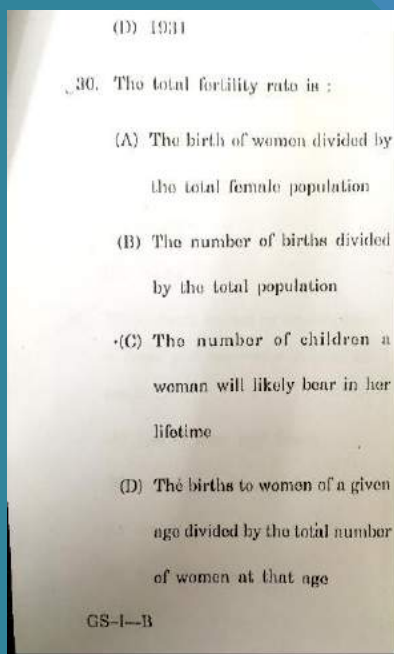 (D) 1931
30. The total fertility rate is :
(A) The birth of women divided by
the total female population
(B) The number of births divided
by the total population
(C) The number of children a
woman will likely bear in her
lifetime
(D) The births to women of a given
age divided by the total number
of women at that age
GS-I—B